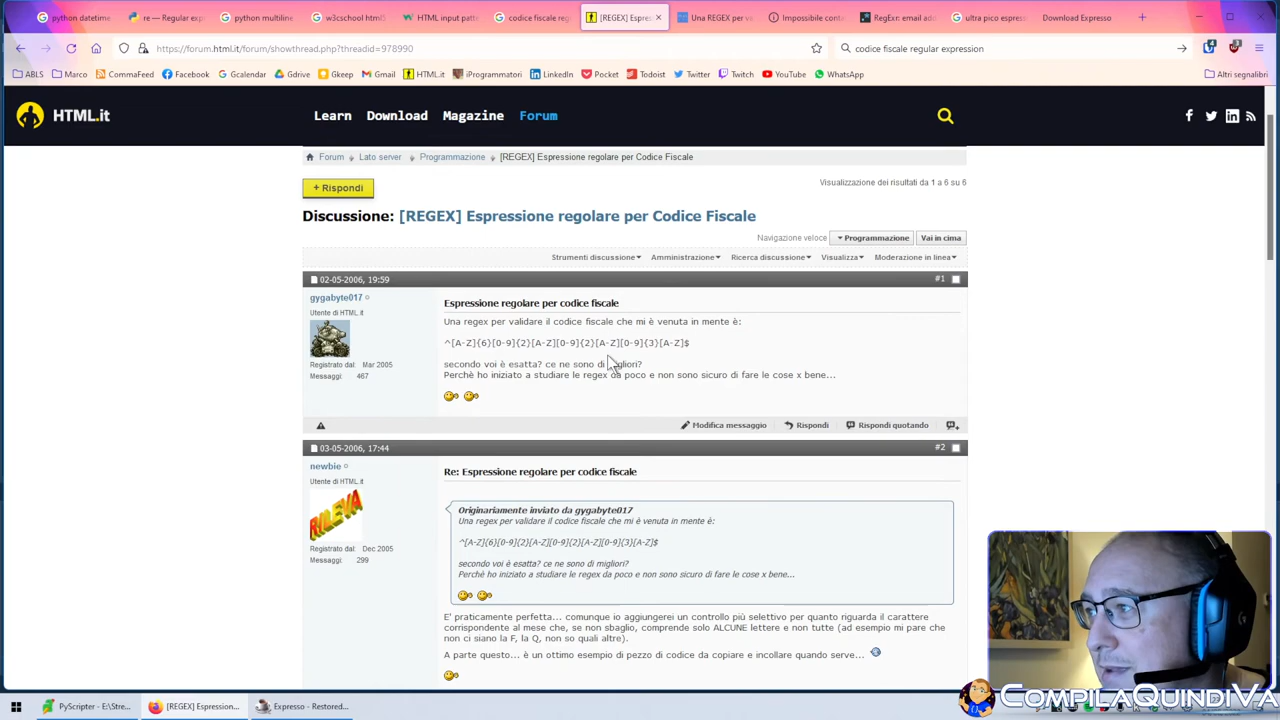 python datetime
re — Regular exp
python multiline
w3cschool html5
HTML input patt
codice fiscale reg
[REGEX] Espres
Una REGEX per va
Impossibile conta
RegExr: email add
ultra pico espres
Download Expresso
https://forum.html.it/forum/showthread.php?threadid=978990
codice fiscale regular expression
ABLS
Marco
CommaFeed
Facebook
Gcalendar
Gdrive
Gkeep
Gmail
HTML.it
iProgrammatori
LinkedIn
Pocket
Todoist
Twitter
Twitch
YouTube
WhatsApp
Altri segnalibri
HTML.it
Learn Download Magazine Forum
Forum Lato server Programmazione [REGEX] Espressione regolare per Codice Fiscale
+ Rispondi
Visualizzazione dei risultati da 1 a 6 su 6
Discussione: [REGEX] Espressione regolare per Codice Fiscale
Navigazione veloce Programmazione Vai in cima
Strumenti discussione Amministrazione Ricerca discussione Visualizza Moderazione in linea
02-05-2006, 19:59 #1
gygabyte017
Utente di HTML.it
Registrato dal: Mar 2005
Messaggi: 467
Espressione regolare per codice fiscale
Una regex per validare il codice fiscale che mi è venuta in mente è:
^[A-Z]{6}[0-9]{2}[A-Z][0-9]{2}[A-Z][0-9]{3}[A-Z]$
secondo voi è esatta? ce ne sono di migliori?
Perchè ho iniziato a studiare le regex da poco e non sono sicuro di fare le cose x bene...
Modifica messaggio Rispondi Rispondi quotando
03-05-2006, 17:44 #2
newbie
Utente di HTML.it
RILEVA
Registrato dal: Dec 2005
Messaggi: 299
Re: Espressione regolare per codice fiscale
Originariamente inviato da gygabyte017
Una regex per validare il codice fiscale che mi è venuta in mente è:
^[A-Z]{6}[0-9]{2}[A-Z][0-9]{2}[A-Z][0-9]{3}[A-Z]$
secondo voi è esatta? ce ne sono di migliori?
Perchè ho iniziato a studiare le regex da poco e non sono sicuro di fare le cose x bene...
E' praticamente perfetta... comunque io aggiungerei un controllo più selettivo per quanto riguarda il carattere
corrispondente al mese che, se non sbaglio, comprende solo ALCUNE lettere e non tutte (ad esempio mi pare che
non ci siano la F, la Q, non so quali altre).
A parte questo... è un ottimo esempio di pezzo di codice da copiare e incollare quando serve...
PyScripter - E:\Stre...
[REGEX] Espression...
Expresso - Restored...
COMPILAQUINDIVA